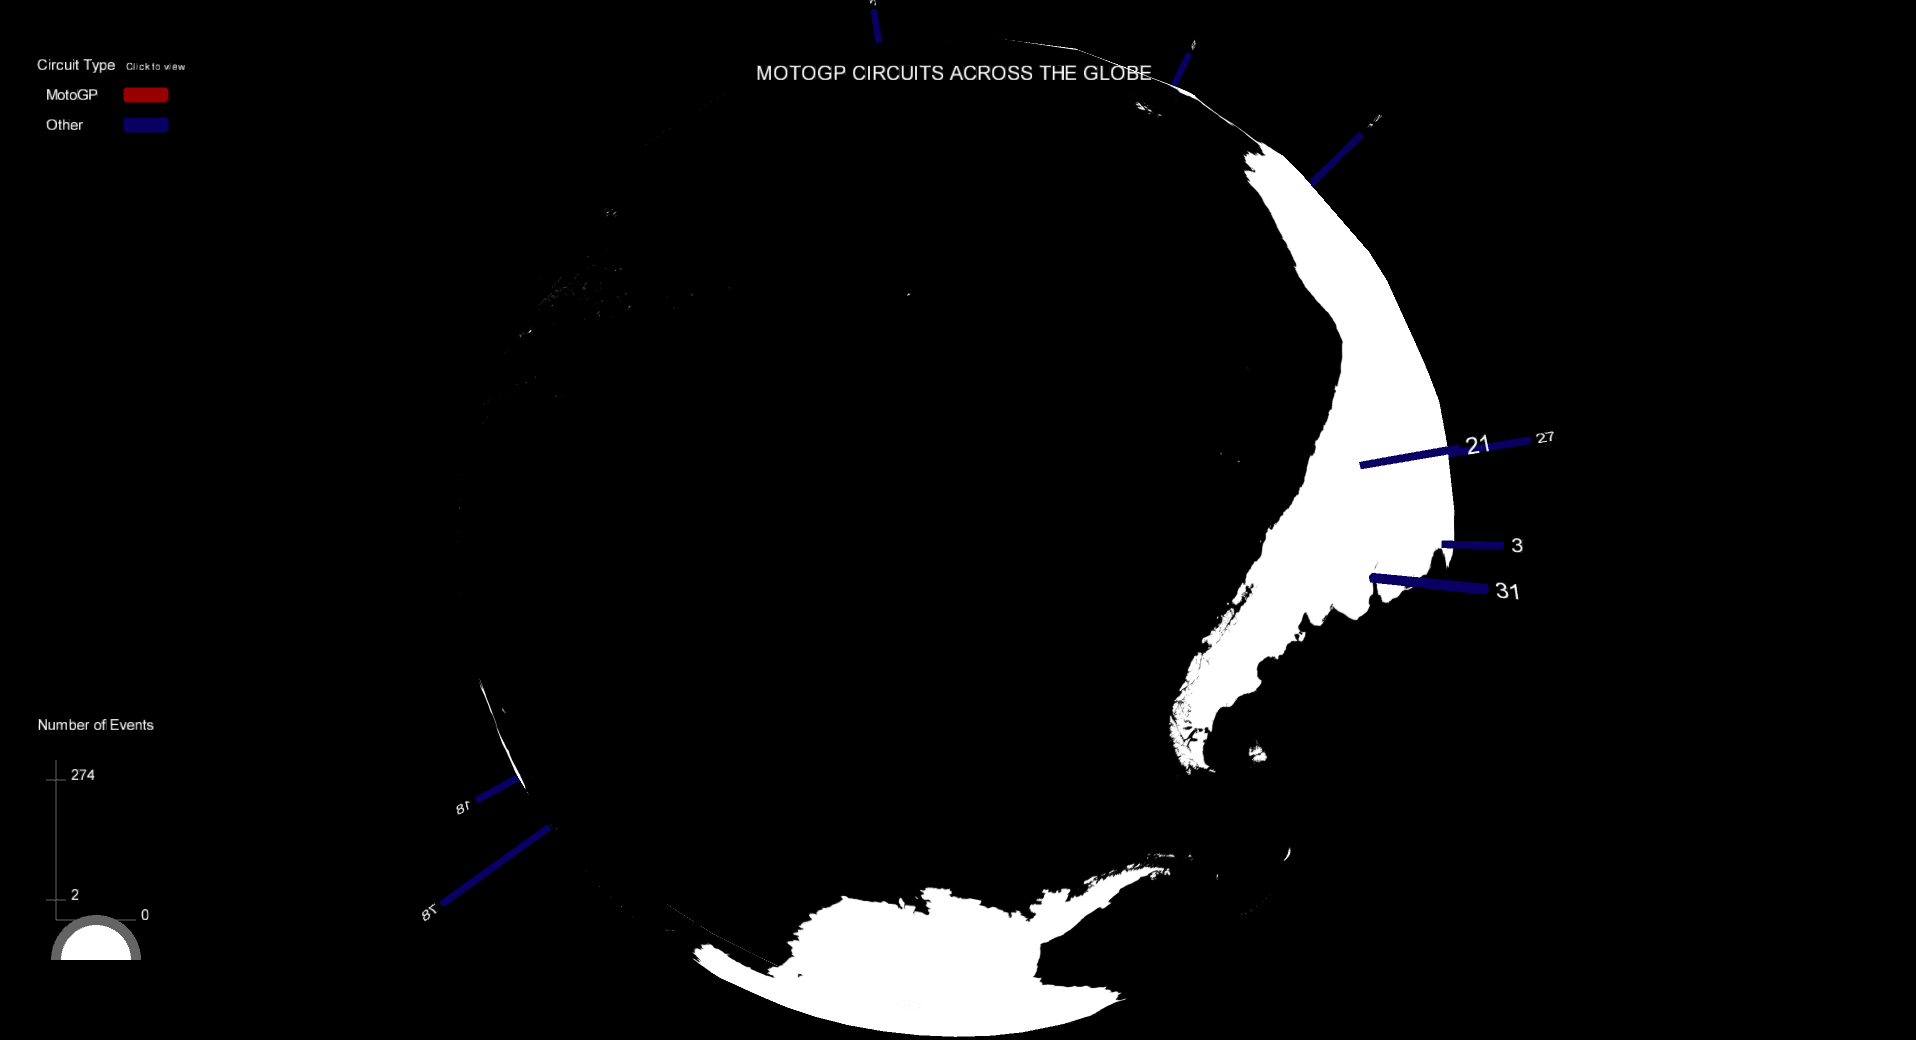 MOTOGP CIRCUITS ACROSS THE GLOBE
Circuit Type Click to view
MotoGP
Other
21
27
3
31
Number of Events
274
2
0
18